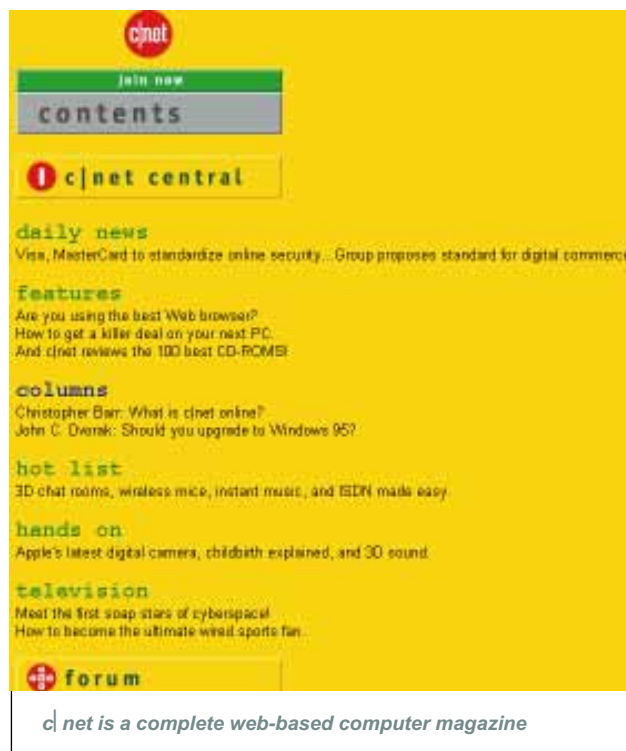 c|net
join now
contents
c|net central
daily news
Visa, MasterCard to standardize online security...Group proposes standard for digital commerce
features
Are you using the best Web browser?
How to get a killer deal on your next PC.
And c|net reviews the 100 best CD-ROMS!
columns
Christopher Barr: What is c|net online?
John C. Dvorak: Should you upgrade to Windows 95?
hot list
3D chat rooms, wireless mice, instant music, and ISDN made easy.
hands on
Apple's latest digital camera, childbirth explained, and 3D sound.
television
Meet the first soap stars of cyberspace!
How to become the ultimate wired sports fan.
forum
c| net is a complete web-based computer magazine